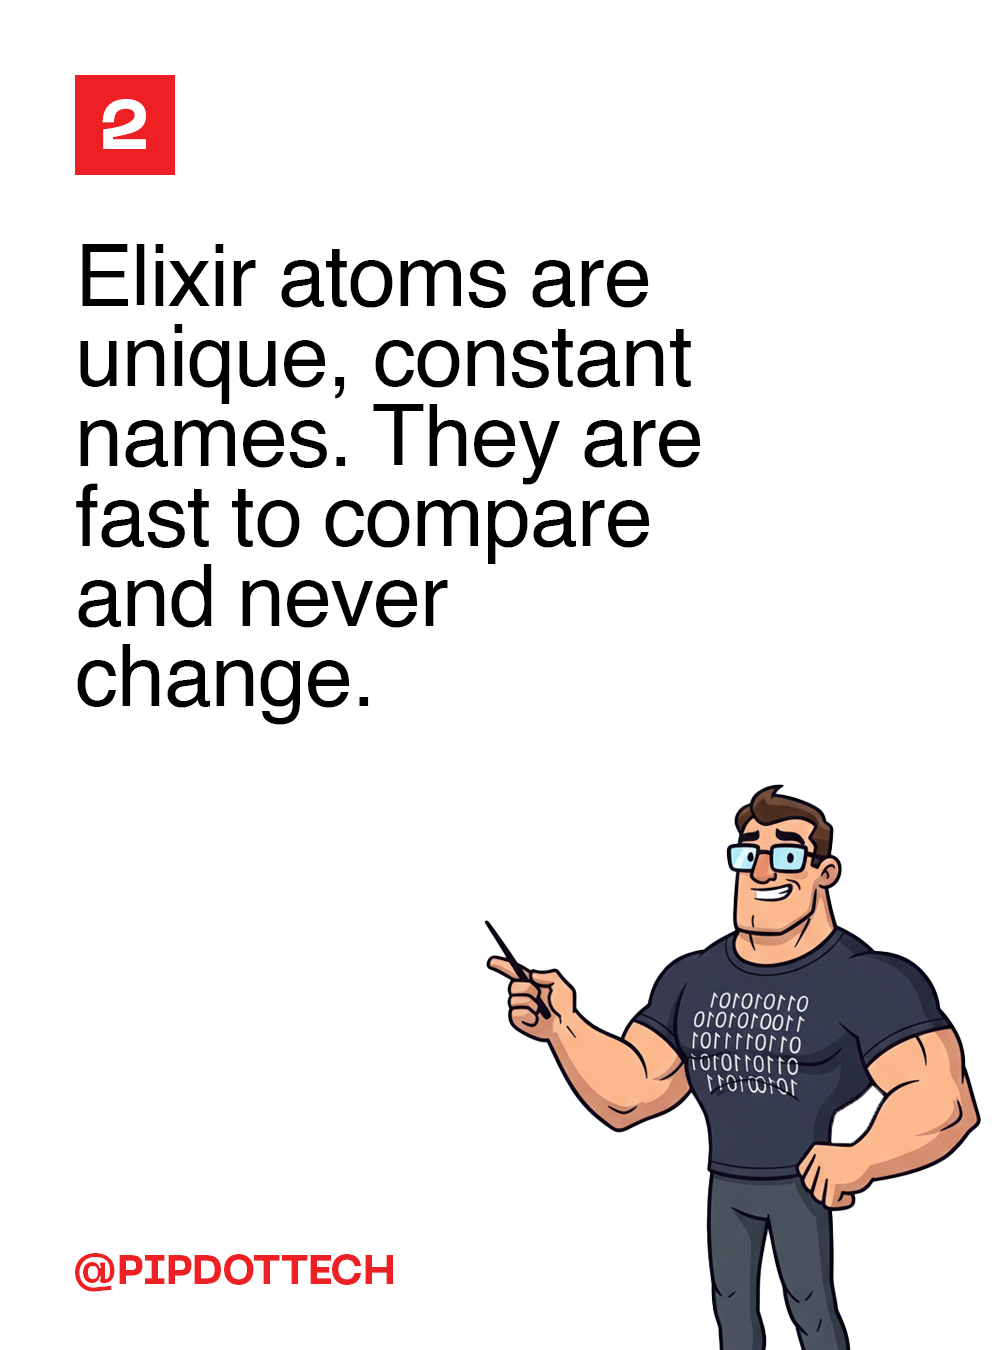 2
Elixir atoms are
unique, constant
names. They are
fast to compare
and never
change.
@PIPDOTTECH